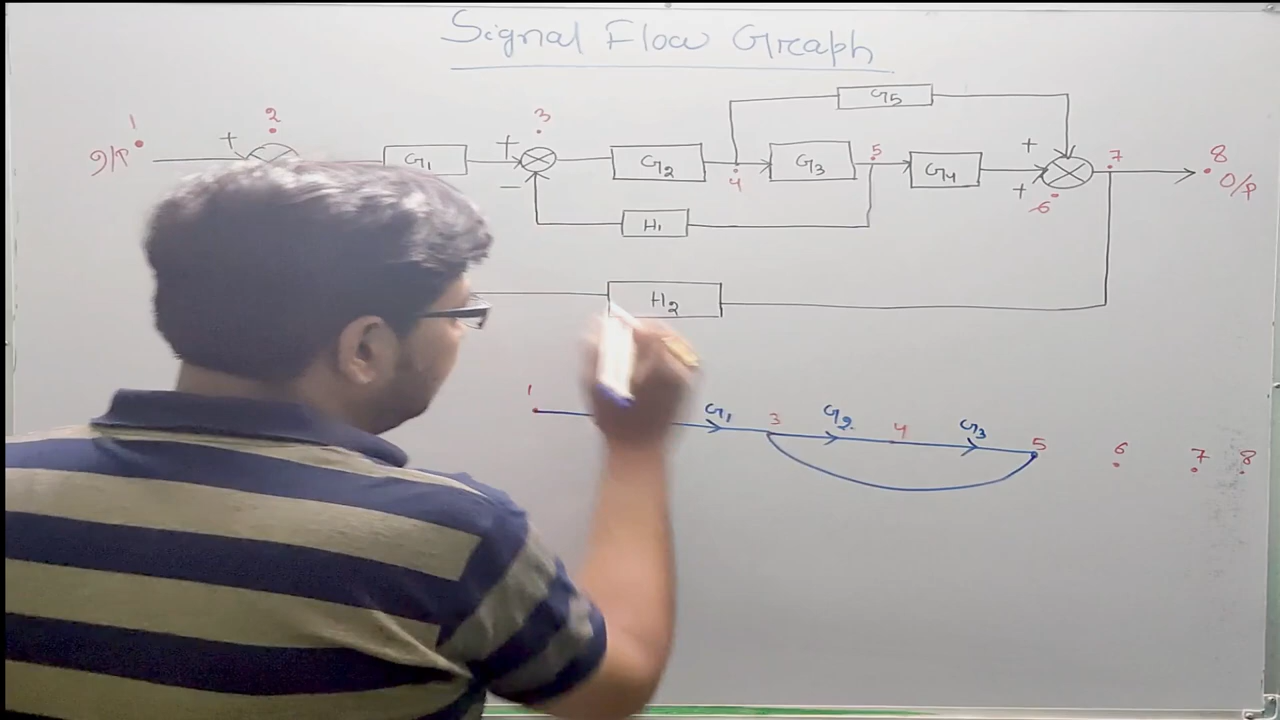 Signal Flow Graph
G5
1 2 3 5 7 8
I/P + G1 + G2 4 G3 G4 + + 6 O/P
− H1
H2
1 G1 3 G2 4 G3 5 6 7 8